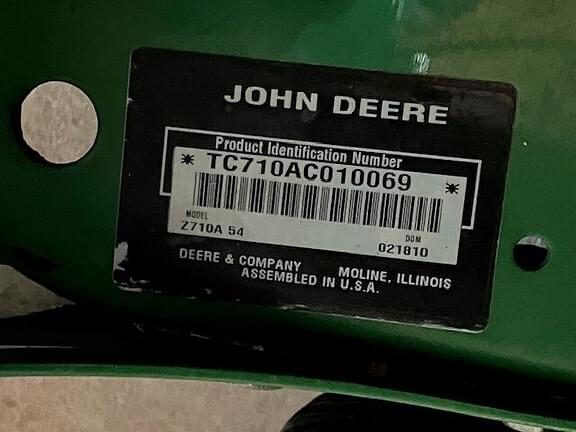 JOHN DEERE
Product Identification Number
* TC710AC010069 *
MODEL DOM
Z710A 54 021810
DEERE & COMPANY MOLINE, ILLINOIS
ASSEMBLED IN U.S.A.